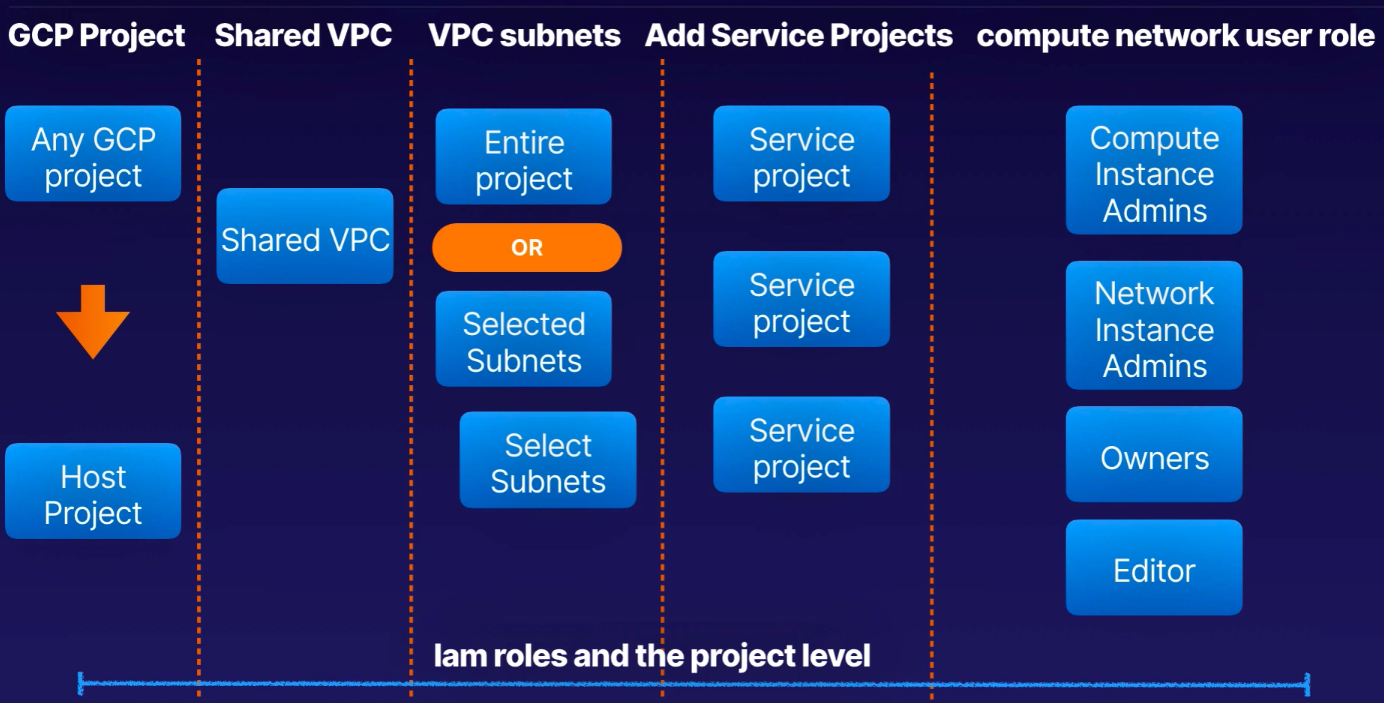 GCP Project
Shared VPC
VPC subnets
Add Service Projects
compute network user role
Any GCP
project
Host
Project
Shared VPC
Entire
project
OR
Selected
Subnets
Select
Subnets
Service
project
Service
project
Service
project
Compute
Instance
Admins
Network
Instance
Admins
Owners
Editor
Iam roles and the project level